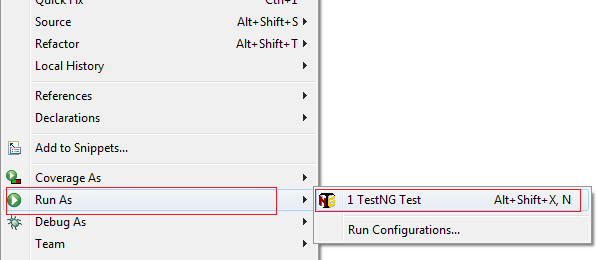 Quick Fix Ctrl+1
Source Alt+Shift+S
Refactor Alt+Shift+T
Local History
References
Declarations
Add to Snippets...
Coverage As
Run As
1 TestNG Test Alt+Shift+X, N
Debug As
Run Configurations...
Team